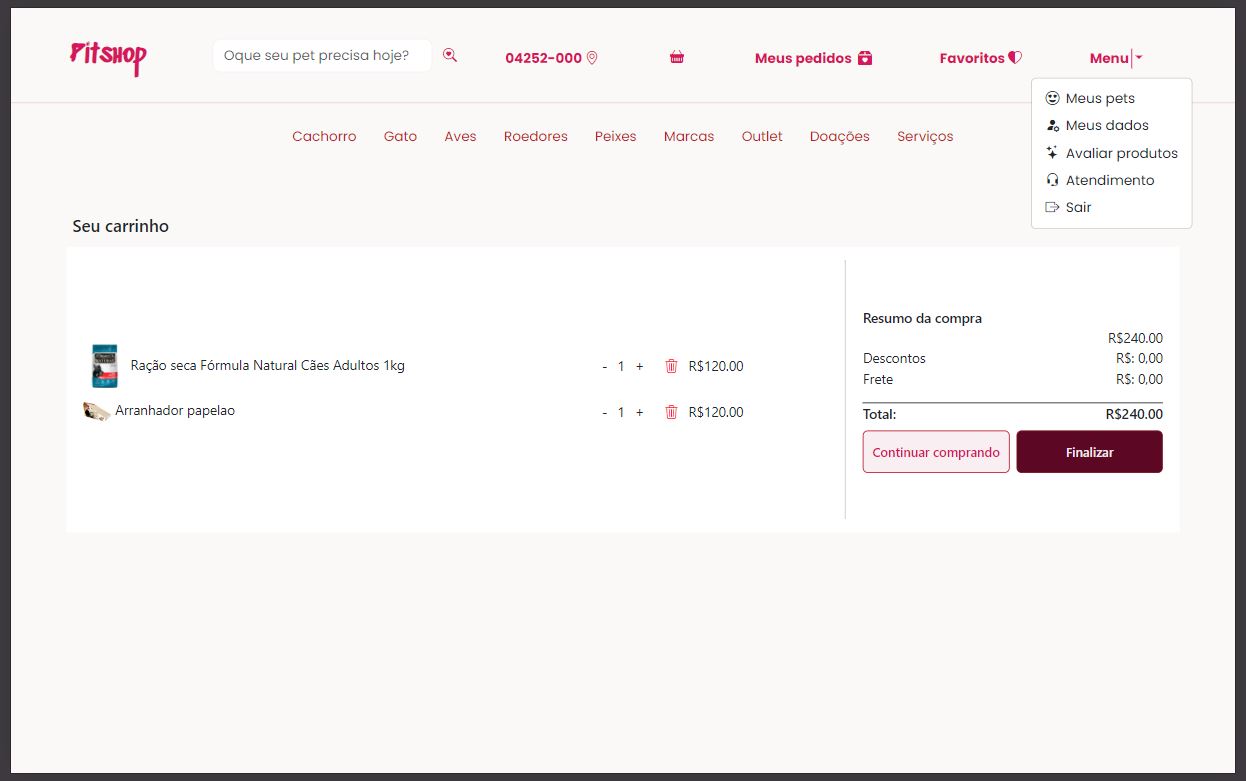 Pitshop
Oque seu pet precisa hoje?
04252-000
Meus pedidos
Favoritos
Menu
Meus pets
Meus dados
Avaliar produtos
Atendimento
Sair
Cachorro Gato Aves Roedores Peixes Marcas Outlet Doações Serviços
Seu carrinho
Ração seca Fórmula Natural Cães Adultos 1kg - 1 + R$120.00
Arranhador papelao - 1 + R$120.00
Resumo da compra
R$240.00
Descontos R$: 0,00
Frete R$: 0,00
Total: R$240.00
Continuar comprando Finalizar